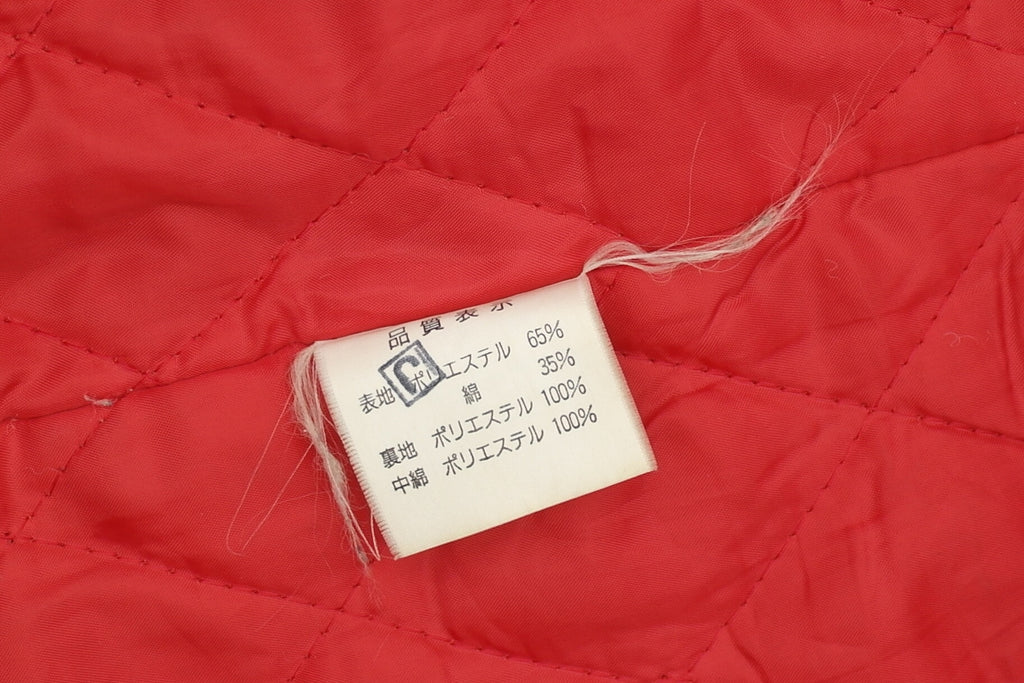 品質表示
表地 ポリエステル 65%
綿 35%
裏地 ポリエステル 100%
中綿 ポリエステル 100%
C